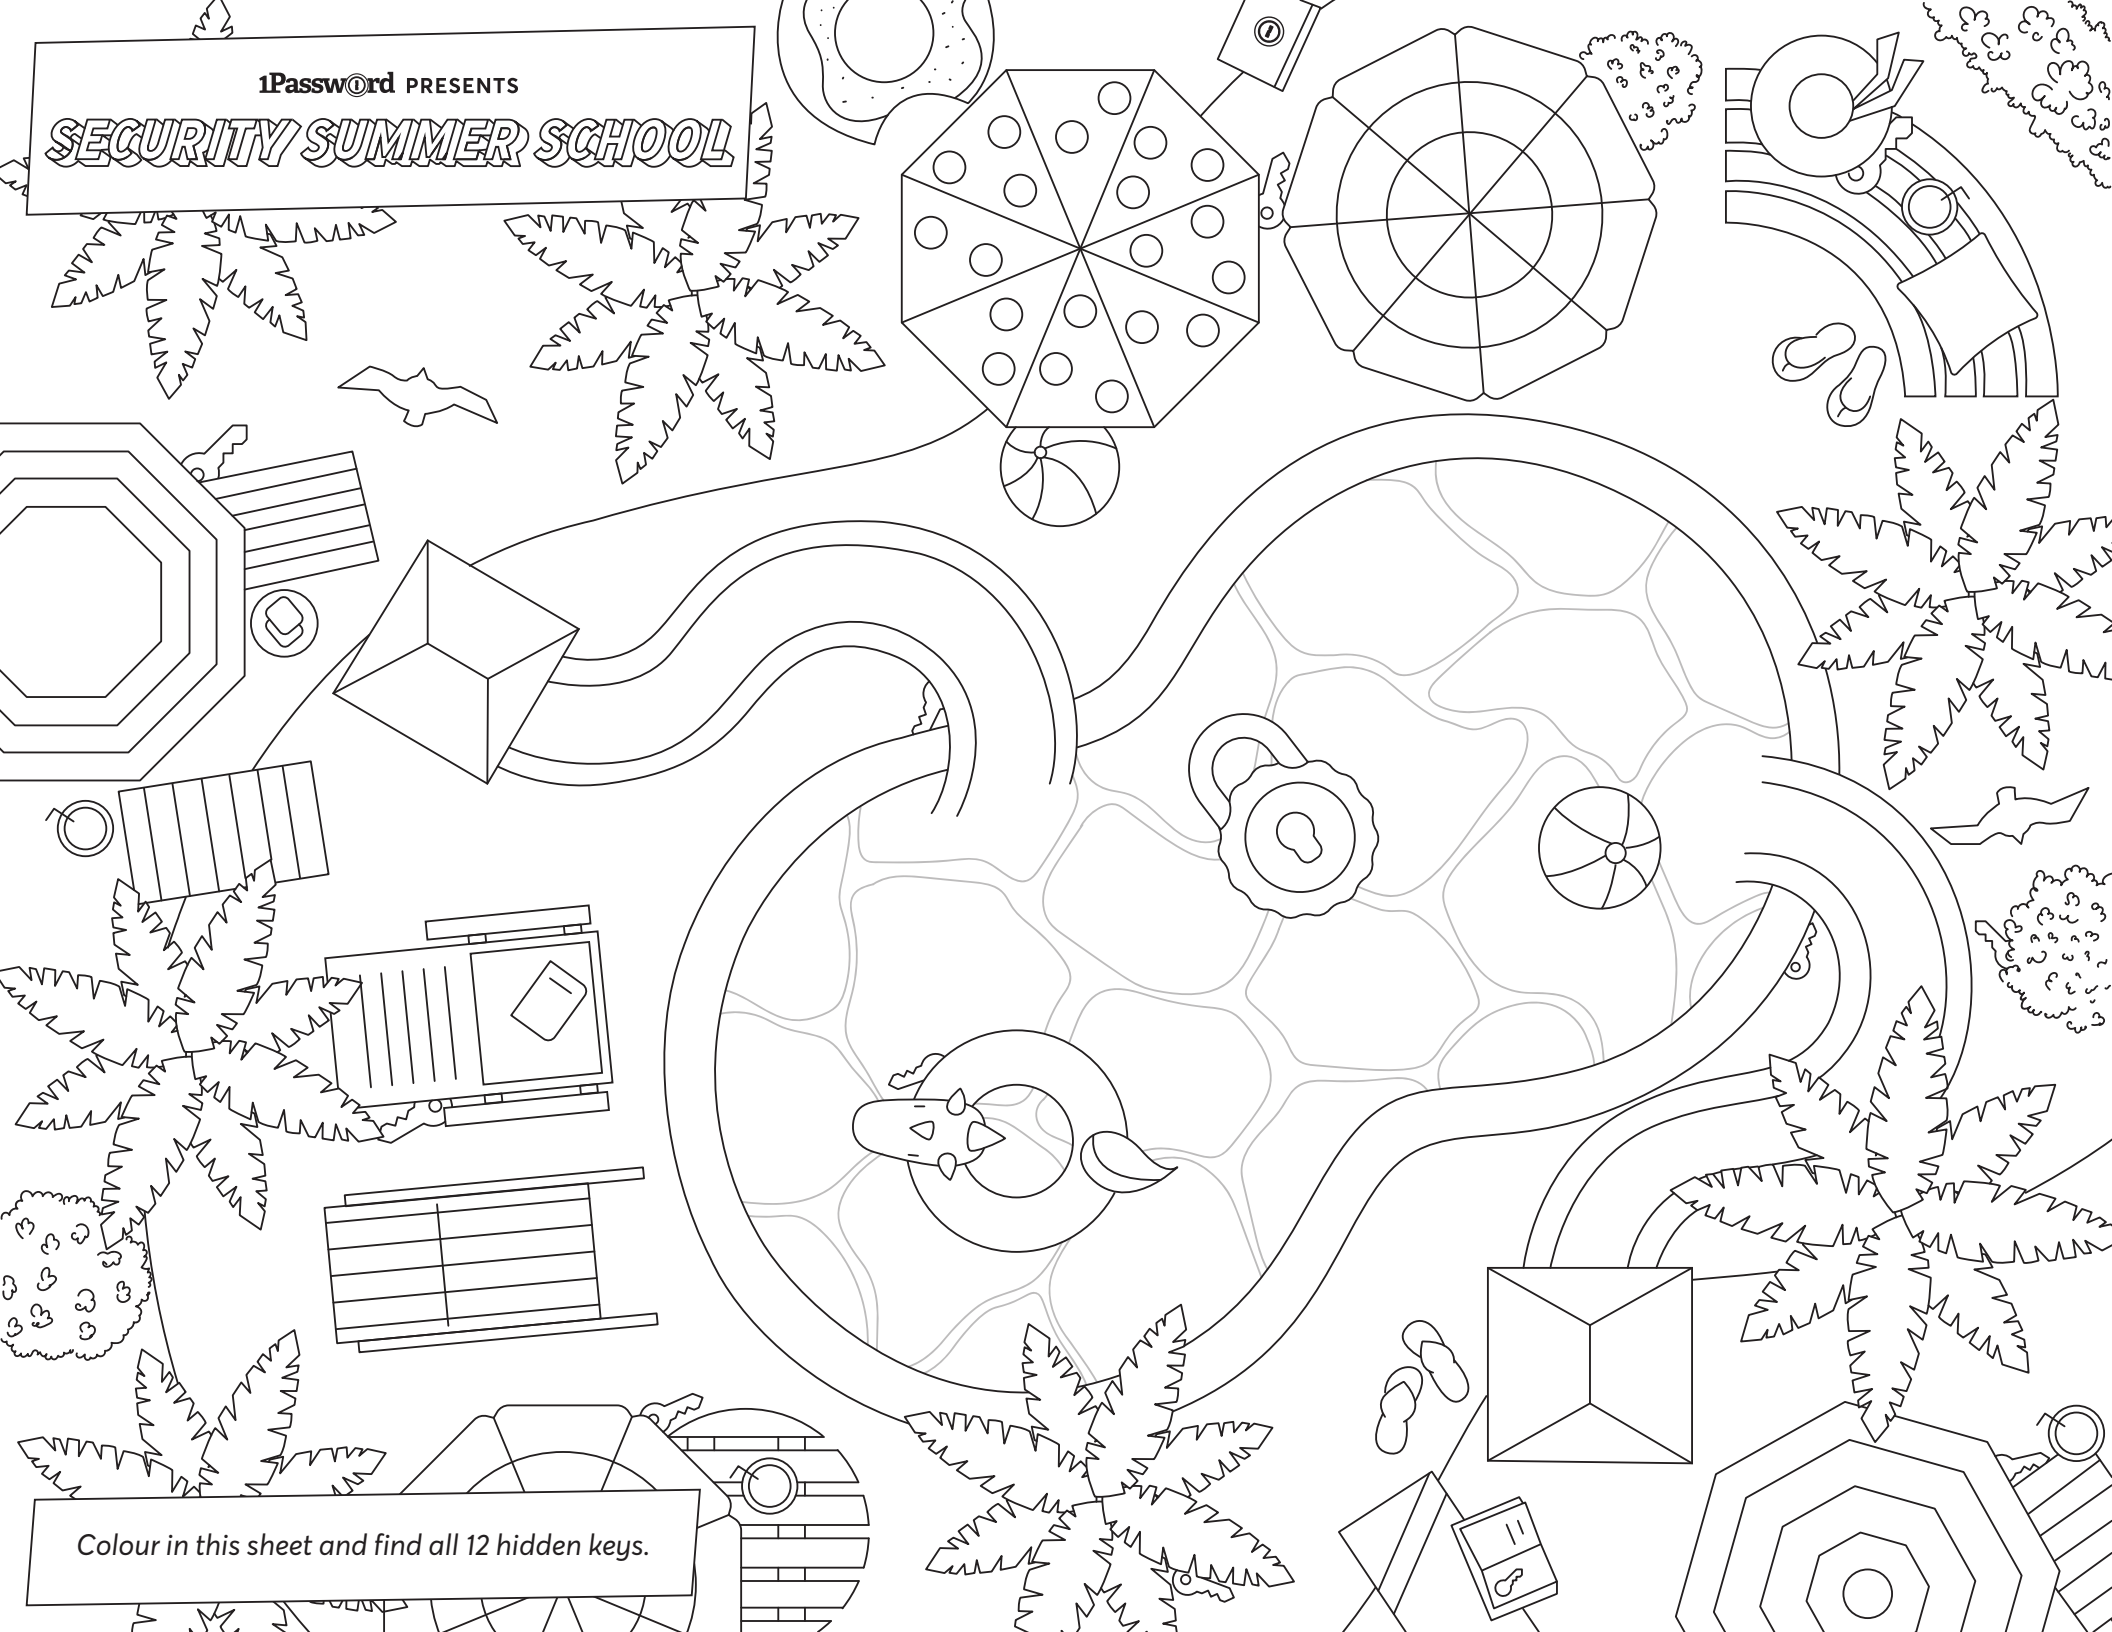 1Password PRESENTS
SECURITY SUMMER SCHOOL
Colour in this sheet and find all 12 hidden keys.